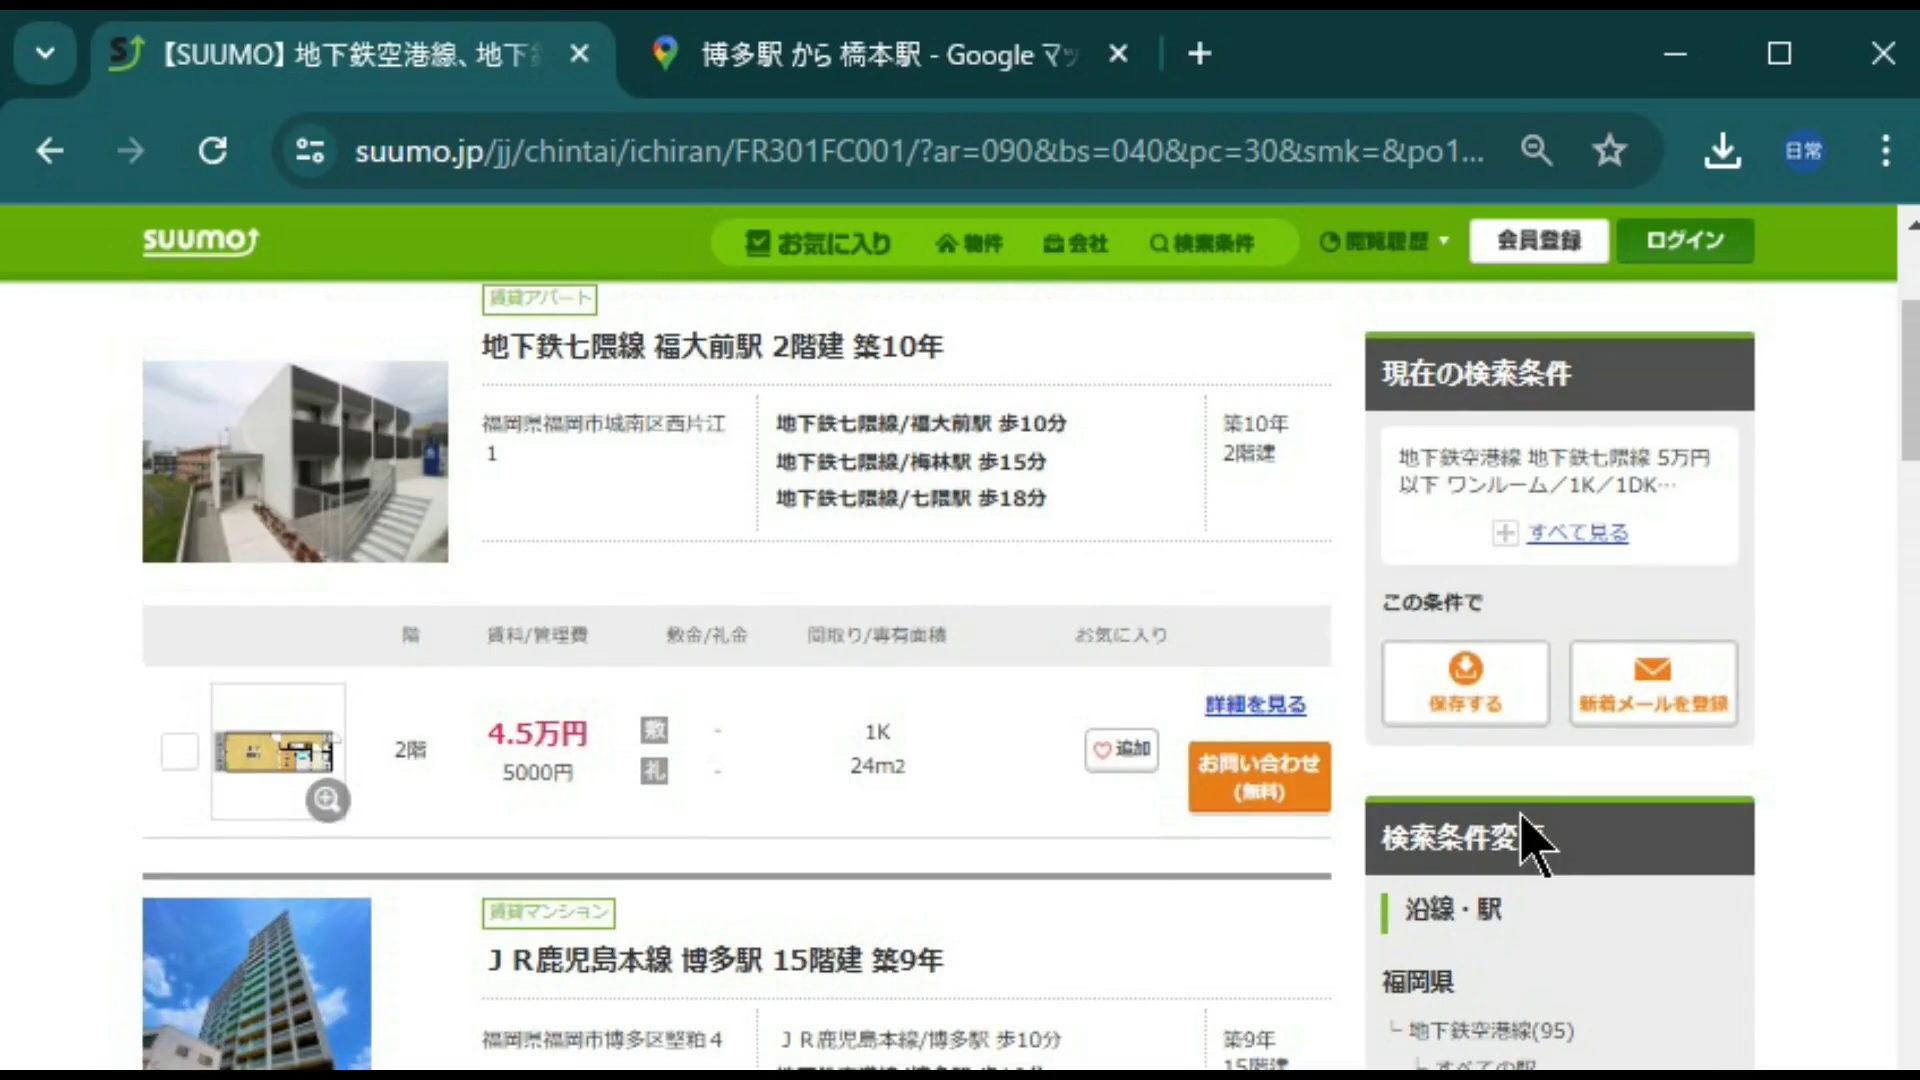 【SUUMO】地下鉄空港線、地下
博多駅 から 橋本駅 - Google マッ
suumo.jp/jj/chintai/ichiran/FR301FC001/?ar=090&bs=040&pc=30&smk=&po1...
日常
suumo
お気に入り 物件 会社 検索条件 閲覧履歴 会員登録 ログイン
賃貸アパート
地下鉄七隈線 福大前駅 2階建 築10年
福岡県福岡市城南区西片江
1
地下鉄七隈線/福大前駅 歩10分
地下鉄七隈線/梅林駅 歩15分
地下鉄七隈線/七隈駅 歩18分
築10年
2階建
階 賃料/管理費 敷金/礼金 間取り/専有面積 お気に入り
2階
4.5万円
5000円
敷 -
礼 -
1K
24m2
追加
詳細を見る
お問い合わせ
(無料)
賃貸マンション
ＪＲ鹿児島本線 博多駅 15階建 築9年
福岡県福岡市博多区堅粕４
ＪＲ鹿児島本線/博多駅 歩10分
築9年
15階建
現在の検索条件
地下鉄空港線 地下鉄七隈線 5万円
以下 ワンルーム／1K／1DK…
すべて見る
この条件で
保存する
新着メールを登録
検索条件変
沿線・駅
福岡県
地下鉄空港線(95)
すべての駅